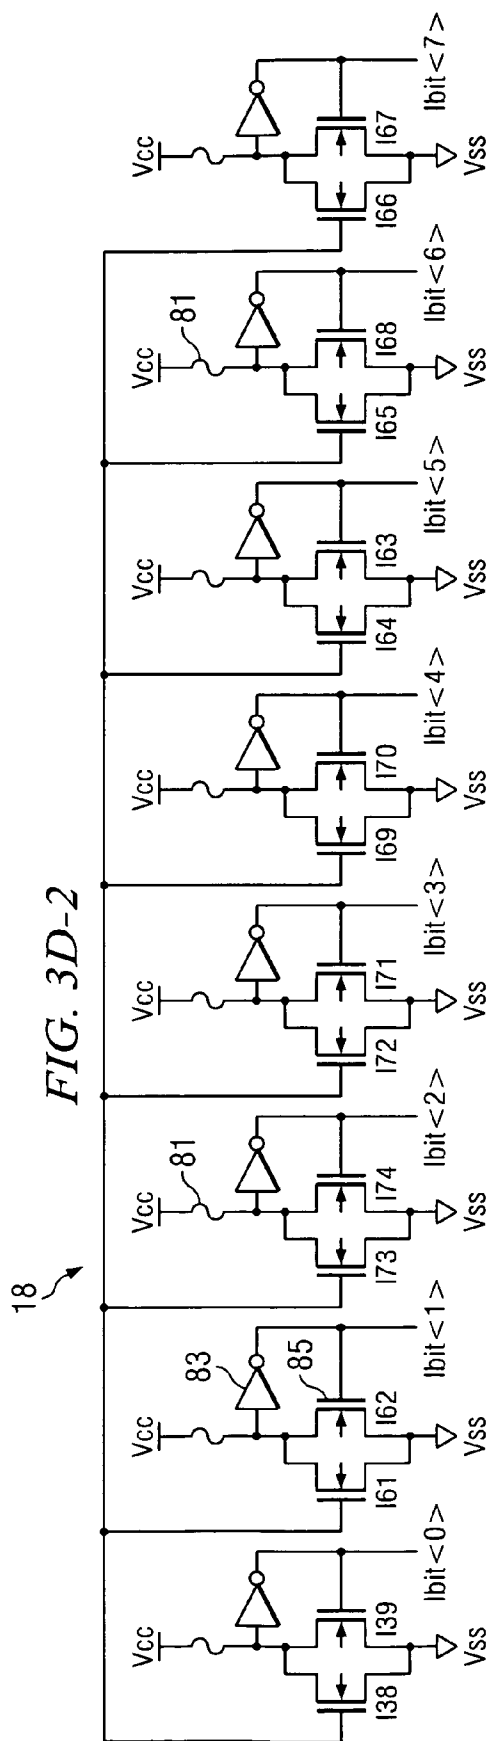 FIG. 3D-2
18
Vcc
Vcc
Vcc
81
Vcc
Vcc
Vcc
Vcc
81
Vcc
83
85
I38
I39
I61
I62
I73
I74
I72
I71
I69
I70
I64
I63
I65
I68
I66
I67
Ibit<0>
Ibit<1>
Ibit<2>
Ibit<3>
Ibit<4>
Ibit<5>
Ibit<6>
Ibit<7>
Vss
Vss
Vss
Vss
Vss
Vss
Vss
Vss